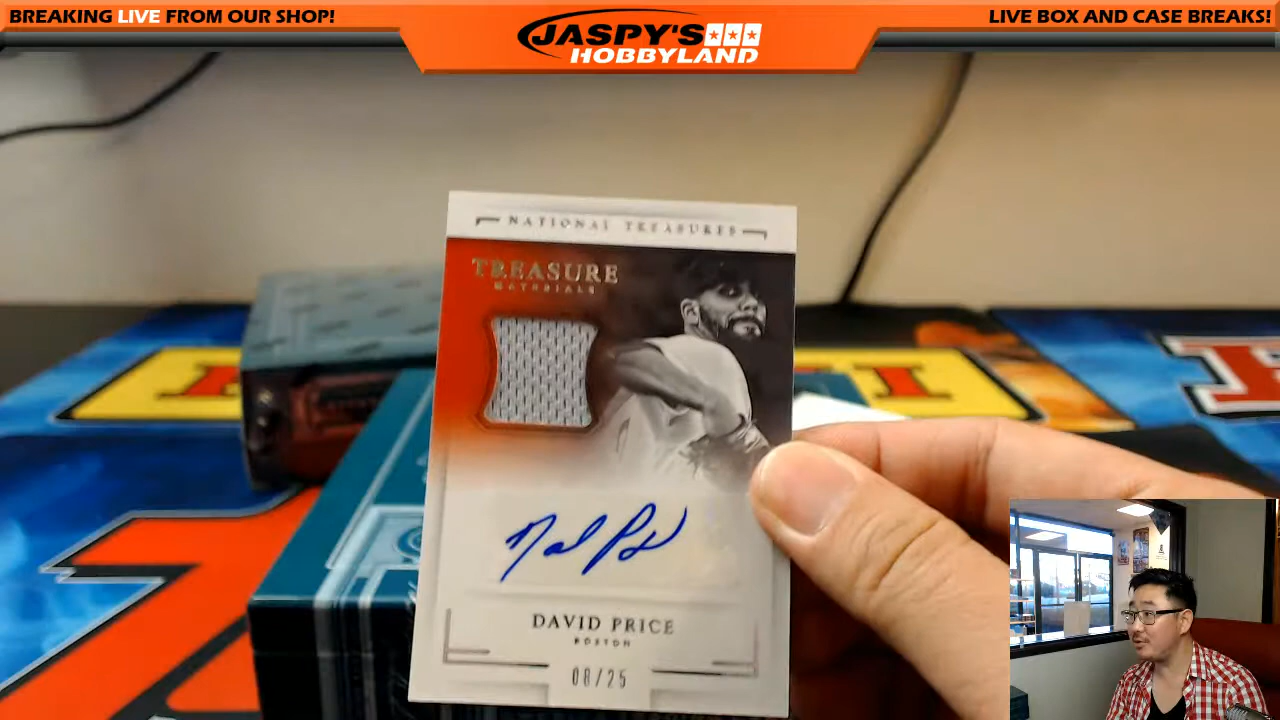 BREAKING LIVE FROM OUR SHOP!
JASPY'S
HOBBYLAND
LIVE BOX AND CASE BREAKS!
NATIONAL TREASURES
TREASURE
MATERIALS
DAVID PRICE
BOSTON
08/25